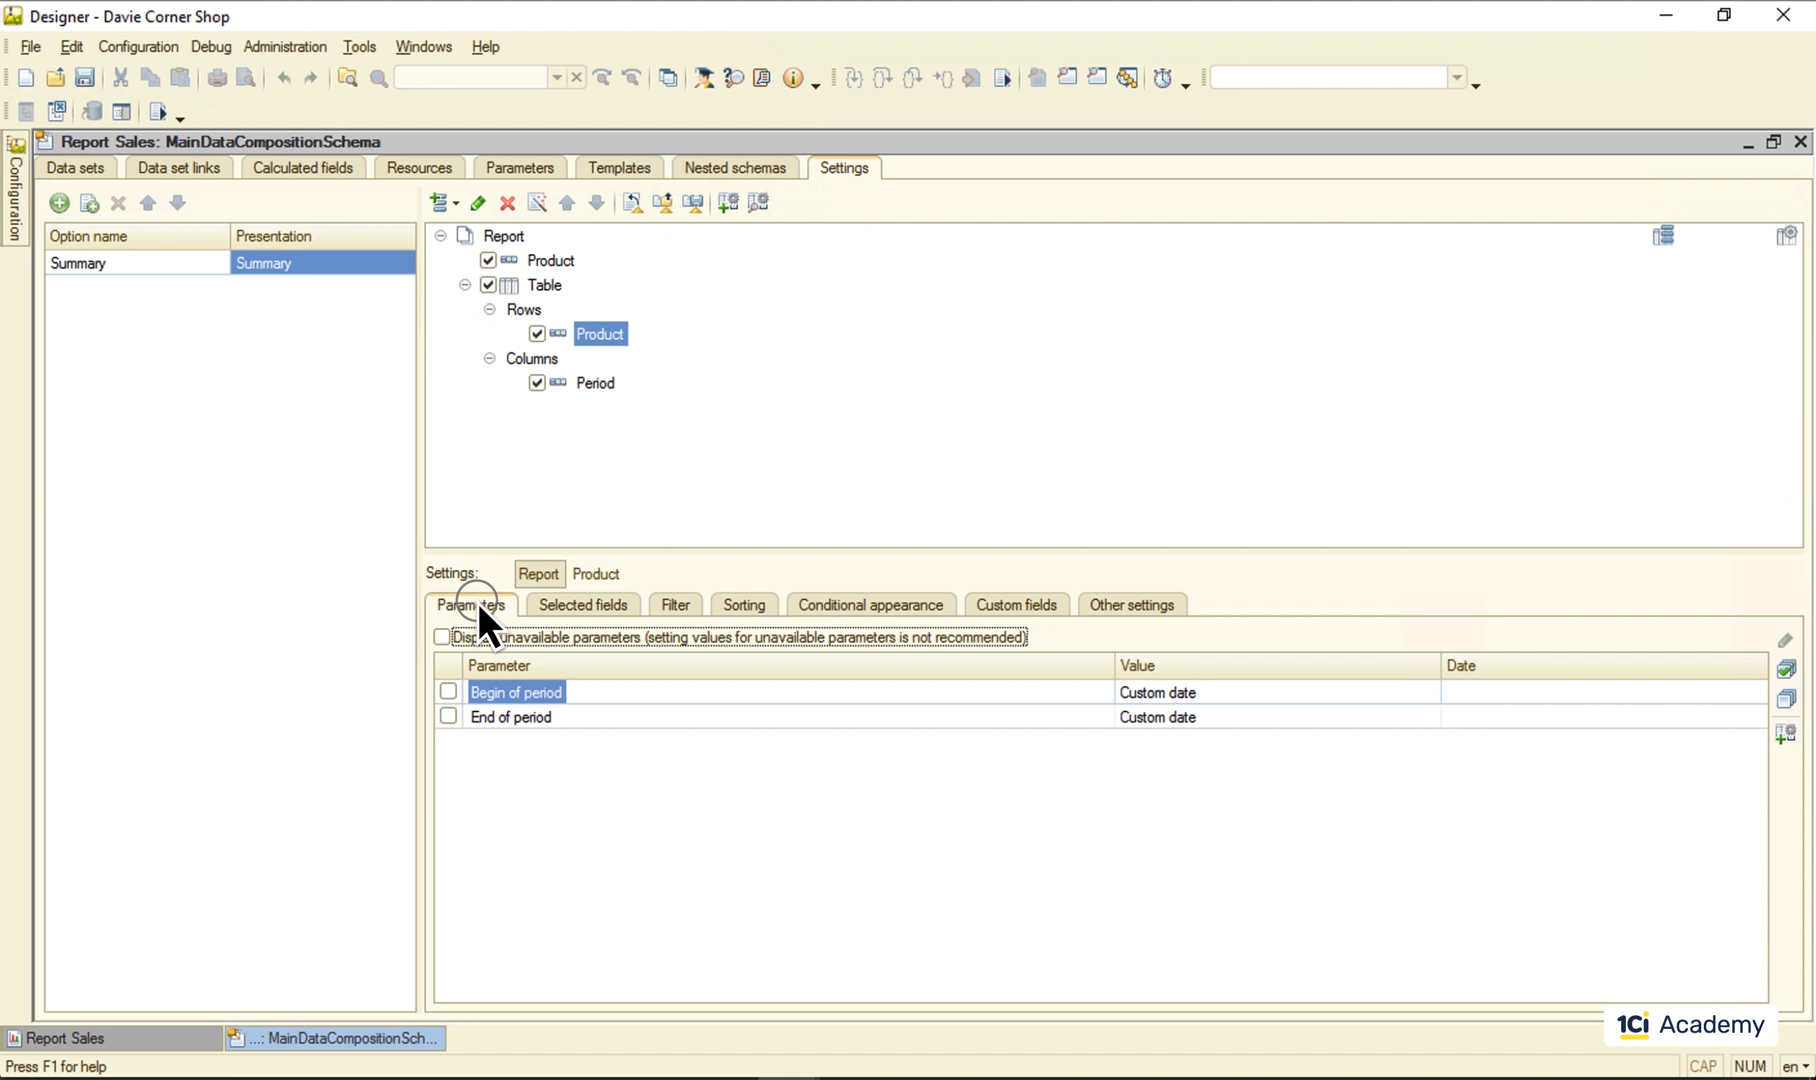 Designer - Davie Corner Shop
File Edit Configuration Debug Administration Tools Windows Help
Configuration
Report Sales: MainDataCompositionSchema
Data sets Data set links Calculated fields Resources Parameters Templates Nested schemas Settings
Option name Presentation
Summary Summary
Report
Product
Table
Rows
Product
Columns
Period
Settings: Report Product
Parameters Selected fields Filter Sorting Conditional appearance Custom fields Other settings
unavailable parameters (setting values for unavailable parameters is not recommended)
Parameter Value Date
Begin of period Custom date
End of period Custom date
1Ci Academy
Report Sales ...: MainDataCompositionSch...
Press F1 for help CAP NUM en